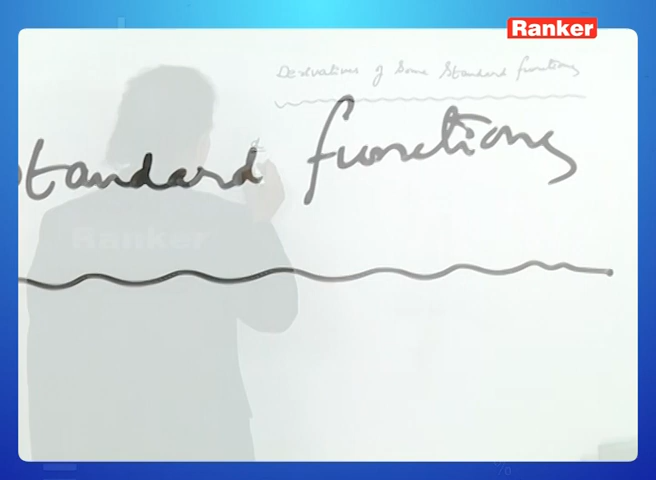 Ranker
Derivatives of Some Standard functions
standard functions
Ranker